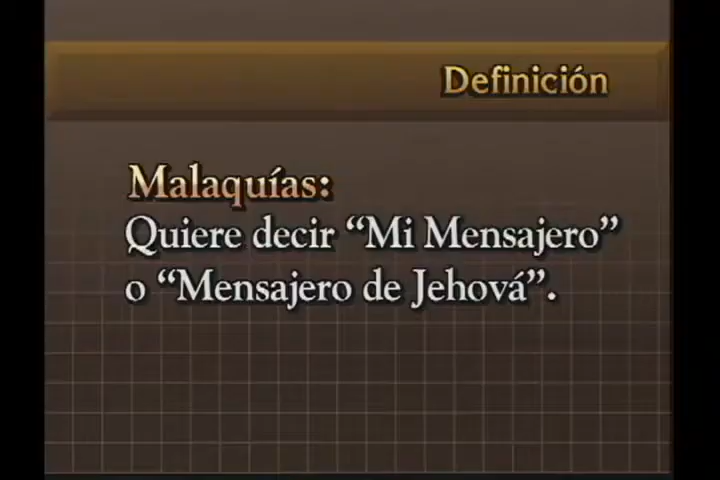 Definición
Malaquías:
Quiere decir “Mi Mensajero”
o “Mensajero de Jehová”.